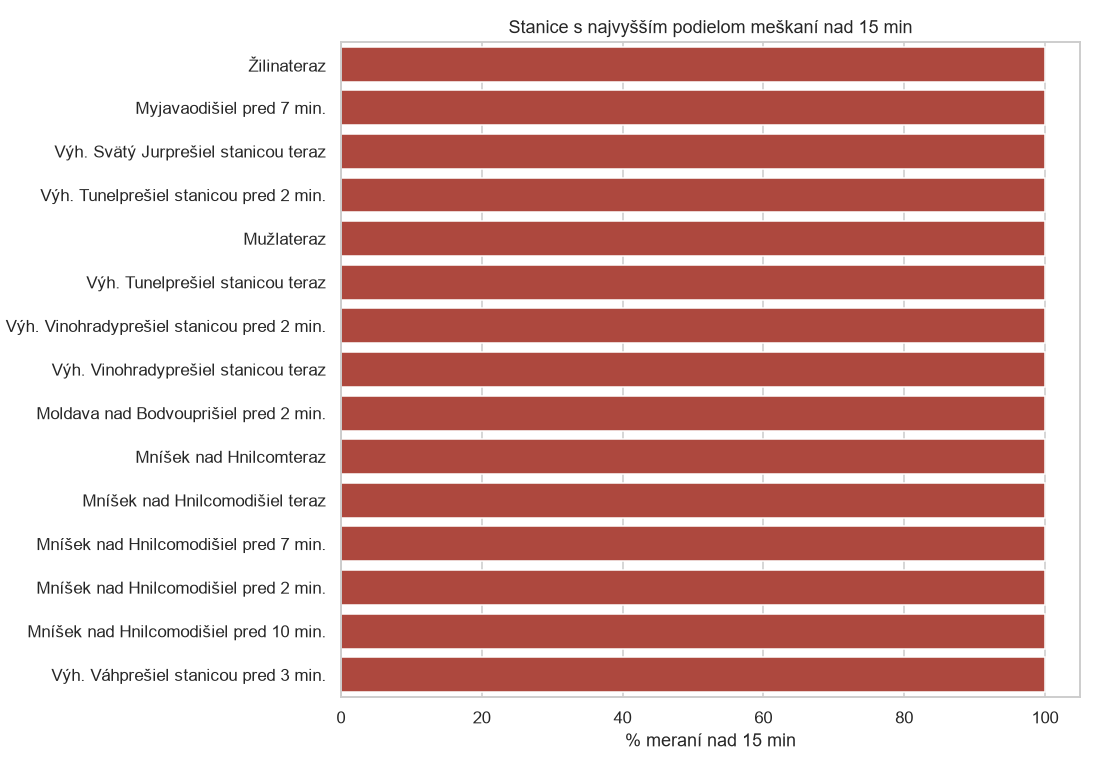 Stanice s najvyšším podielom meškaní nad 15 min
Žilinateraz
Myjavaodišiel pred 7 min.
Výh. Svätý Jurprešiel stanicou teraz
Výh. Tunelprešiel stanicou pred 2 min.
Mužlateraz
Výh. Tunelprešiel stanicou teraz
Výh. Vinohradyprešiel stanicou pred 2 min.
Výh. Vinohradyprešiel stanicou teraz
Moldava nad Bodvouprišiel pred 2 min.
Mníšek nad Hnilcomteraz
Mníšek nad Hnilcomodišiel teraz
Mníšek nad Hnilcomodišiel pred 7 min.
Mníšek nad Hnilcomodišiel pred 2 min.
Mníšek nad Hnilcomodišiel pred 10 min.
Výh. Váhprešiel stanicou pred 3 min.
0 20 40 60 80 100
% meraní nad 15 min